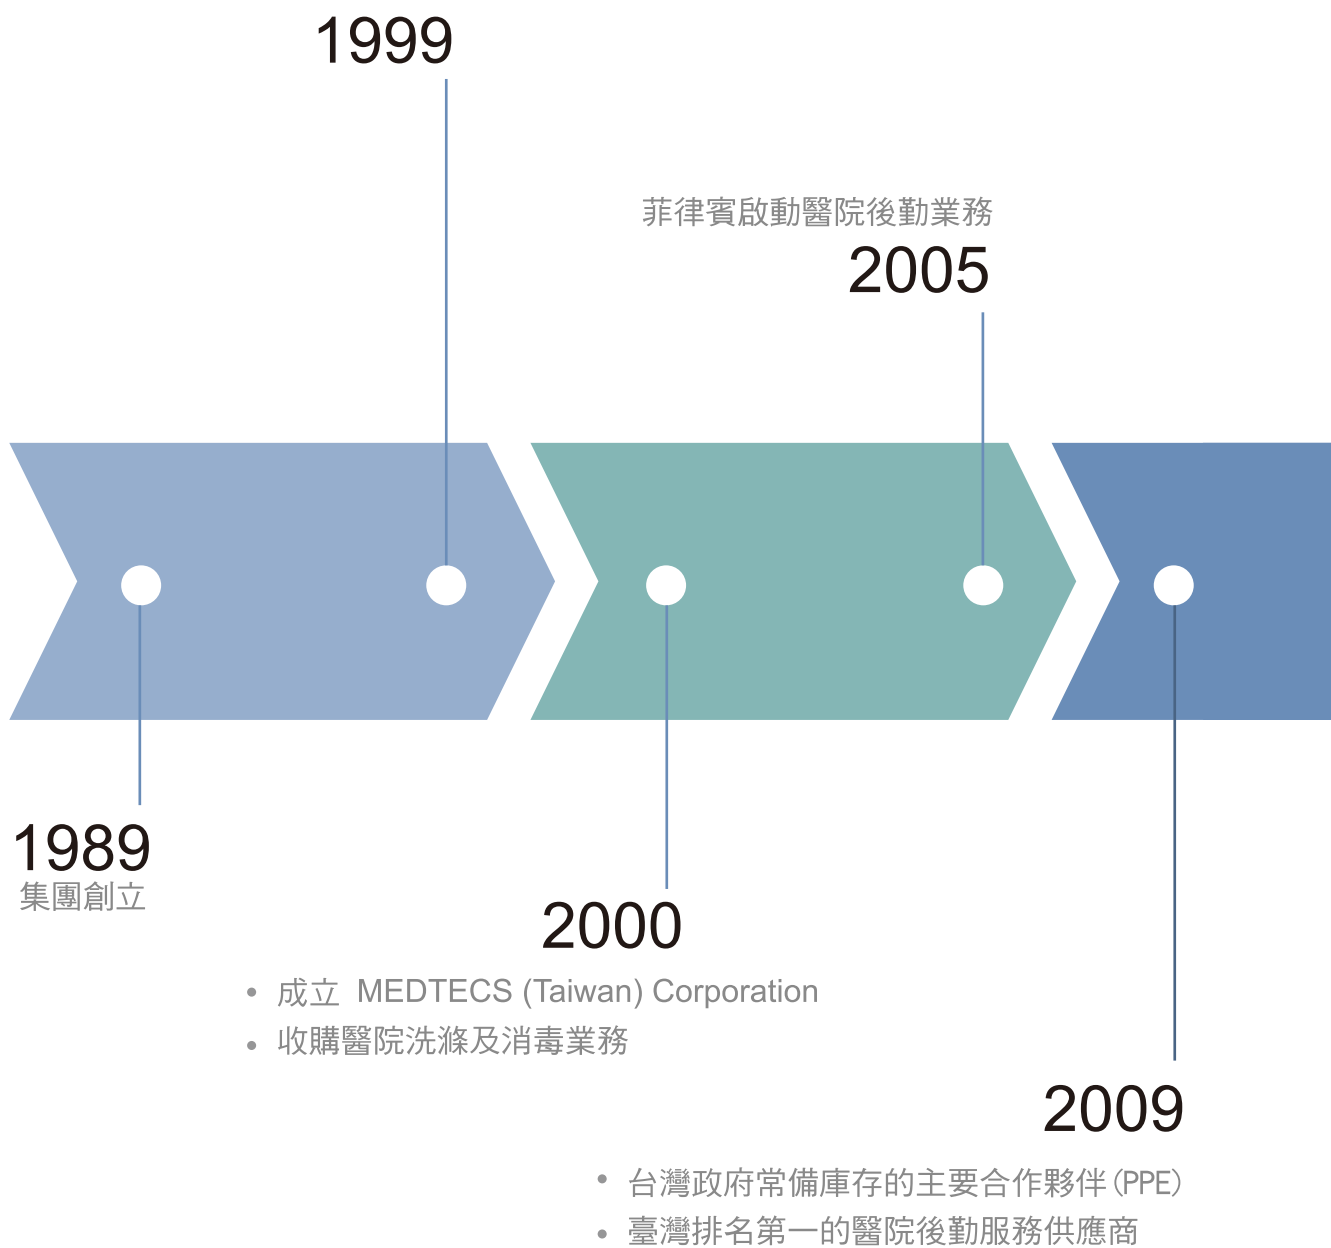 1999
菲律賓啟動醫院後勤業務
2005
1989
集團創立
2000
• 成立 MEDTECS (Taiwan) Corporation
• 收購醫院洗滌及消毒業務
2009
• 台灣政府常備庫存的主要合作夥伴(PPE)
• 臺灣排名第一的醫院後勤服務供應商